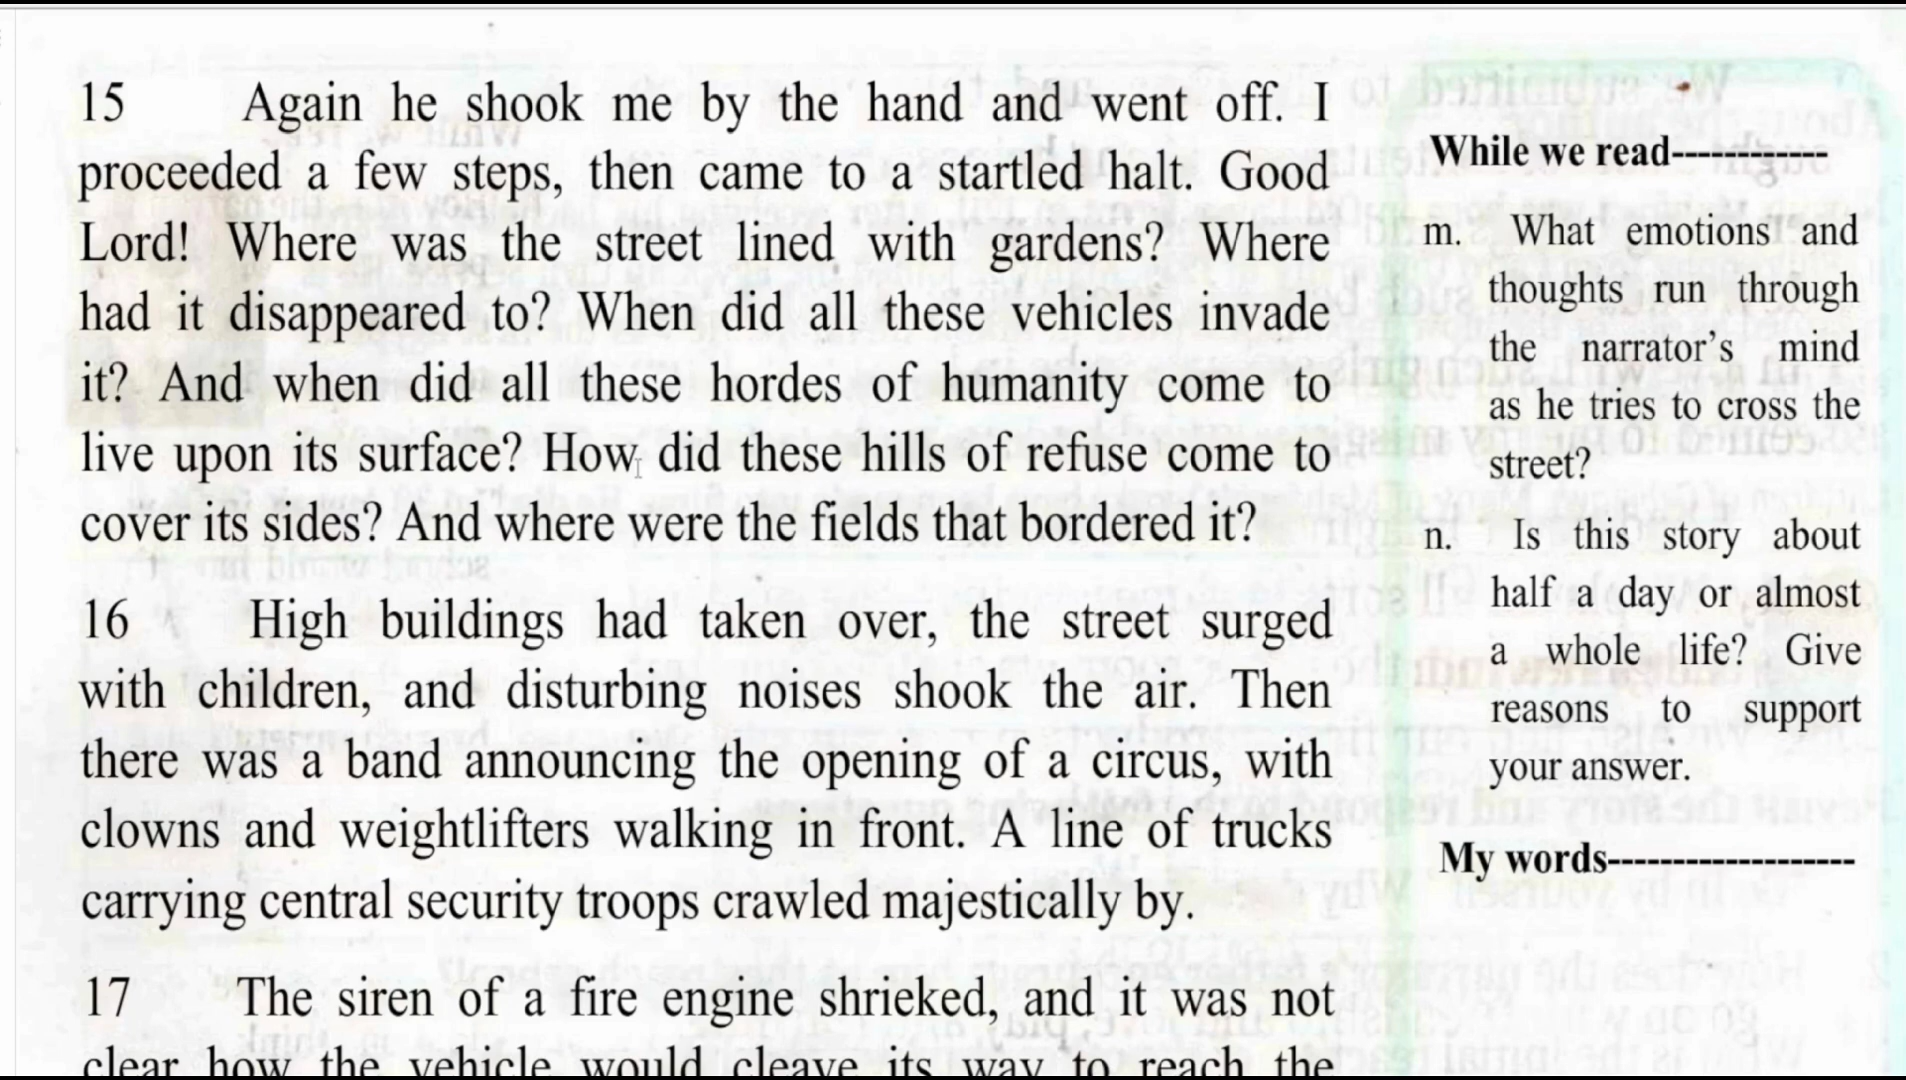 15 Again he shook me by the hand and went off. I
proceeded a few steps, then came to a startled halt. Good
Lord! Where was the street lined with gardens? Where
had it disappeared to? When did all these vehicles invade
it? And when did all these hordes of humanity come to
live upon its surface? How did these hills of refuse come to
cover its sides? And where were the fields that bordered it?
16 High buildings had taken over, the street surged
with children, and disturbing noises shook the air. Then
there was a band announcing the opening of a circus, with
clowns and weightlifters walking in front. A line of trucks
carrying central security troops crawled majestically by.
17 The siren of a fire engine shrieked, and it was not
clear how the vehicle would cleave its way to reach the
While we read------------
m. What emotions and
thoughts run through
the narrator's mind
as he tries to cross the
street?
n. Is this story about
half a day or almost
a whole life? Give
reasons to support
your answer.
My words-------------------